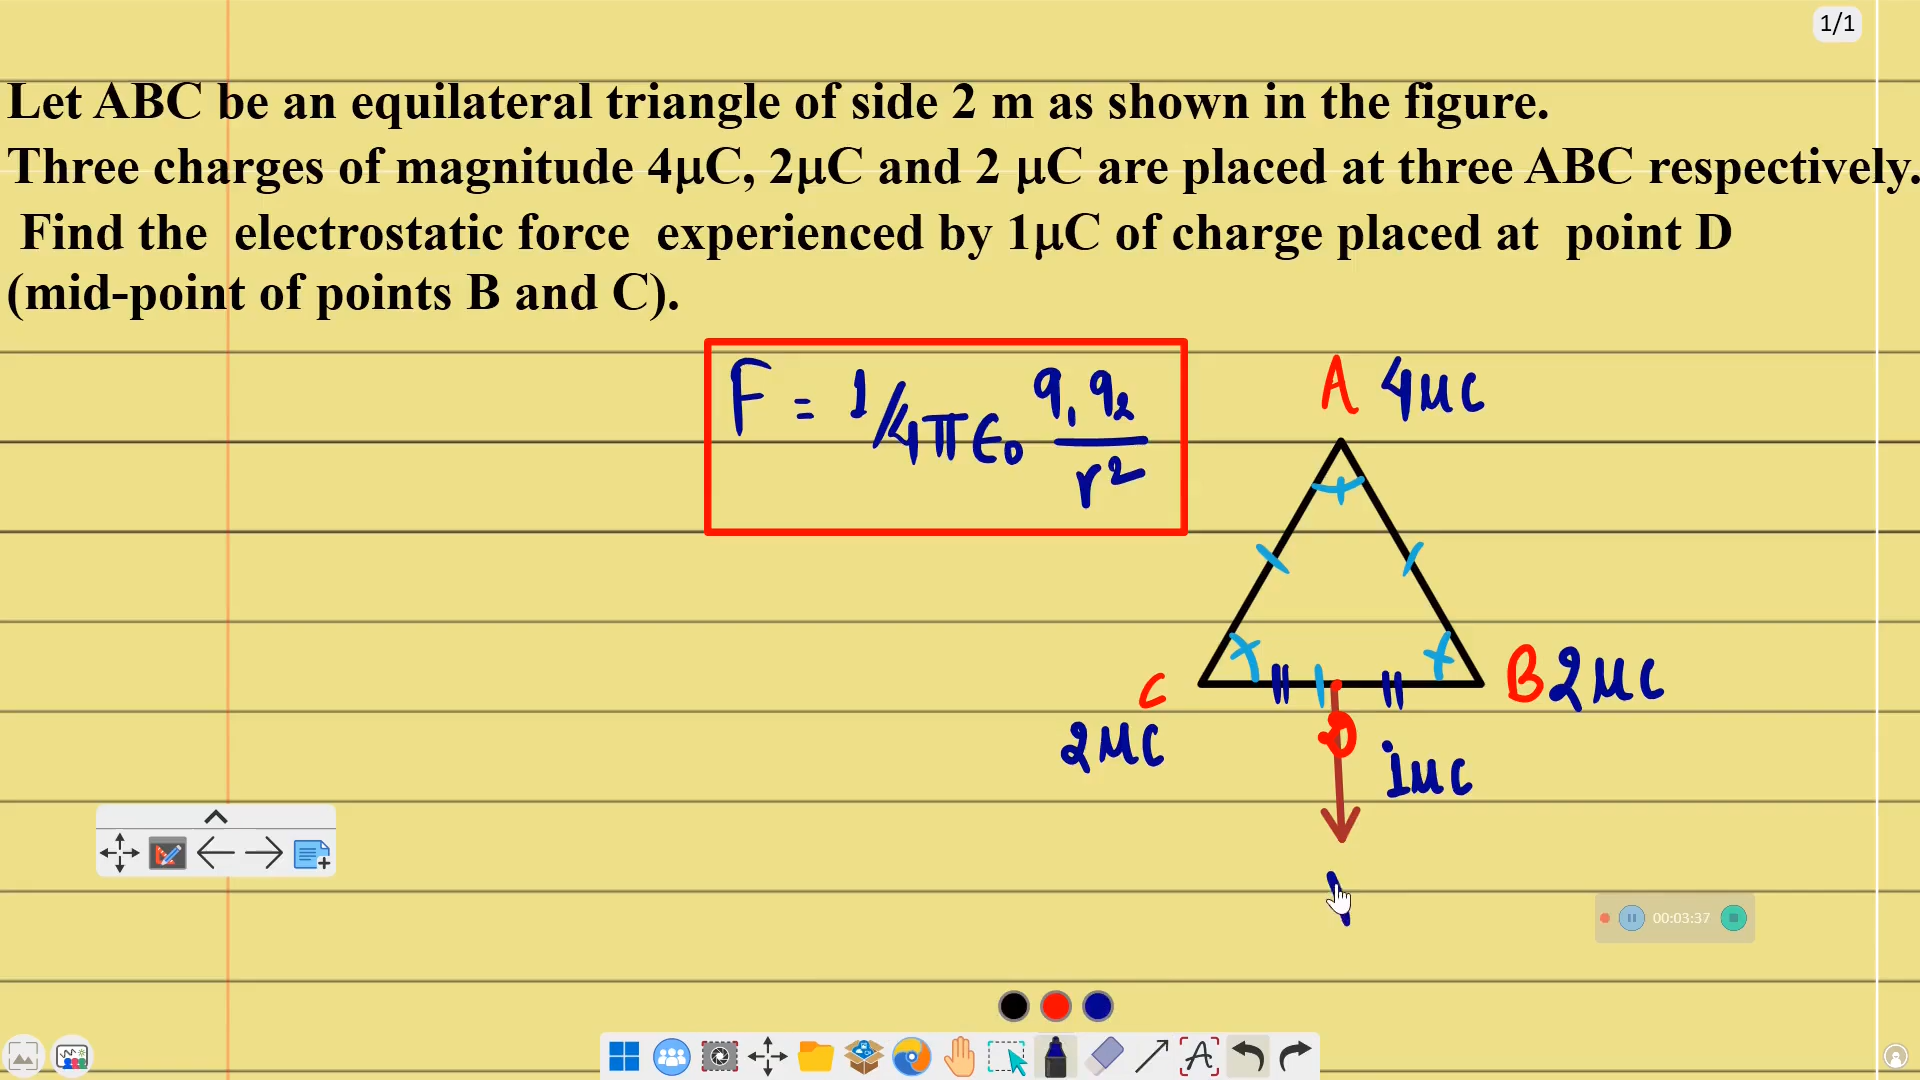 1/1
Let ABC be an equilateral triangle of side 2 m as shown in the figure.
Three charges of magnitude 4μC, 2μC and 2 μC are placed at three ABC respectively.
Find the electrostatic force experienced by 1μC of charge placed at point D
(mid-point of points B and C).
F = 1/4πϵ₀ q₁q₂/r²
A 4μC
B 2μC
C
2μC
D
1μC
00:03:37